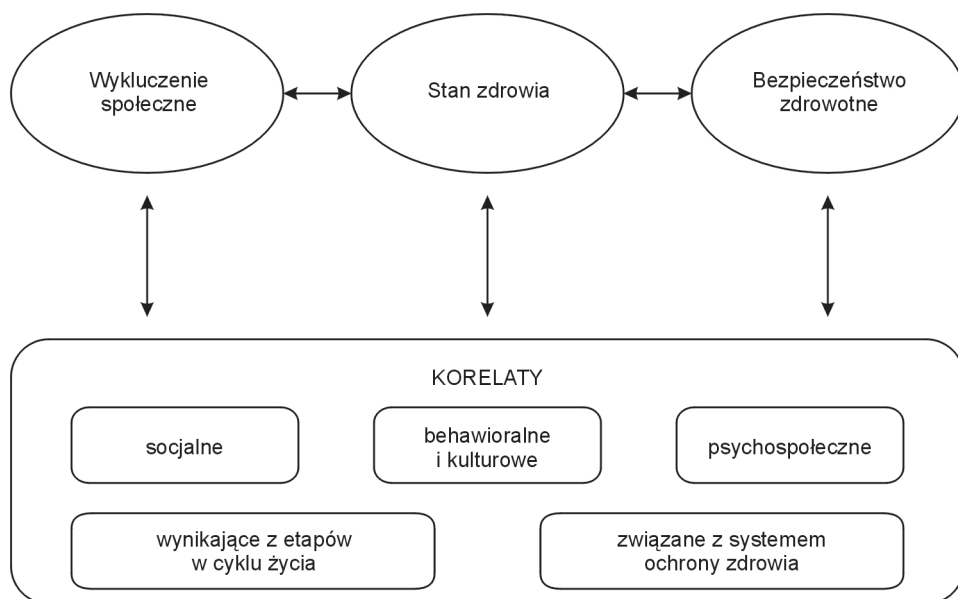 Wykluczenie
społeczne
Stan zdrowia
Bezpieczeństwo
zdrowotne
KORELATY
socjalne
behawioralne
i kulturowe
psychospołeczne
wynikające z etapów
w cyklu życia
związane z systemem
ochrony zdrowia